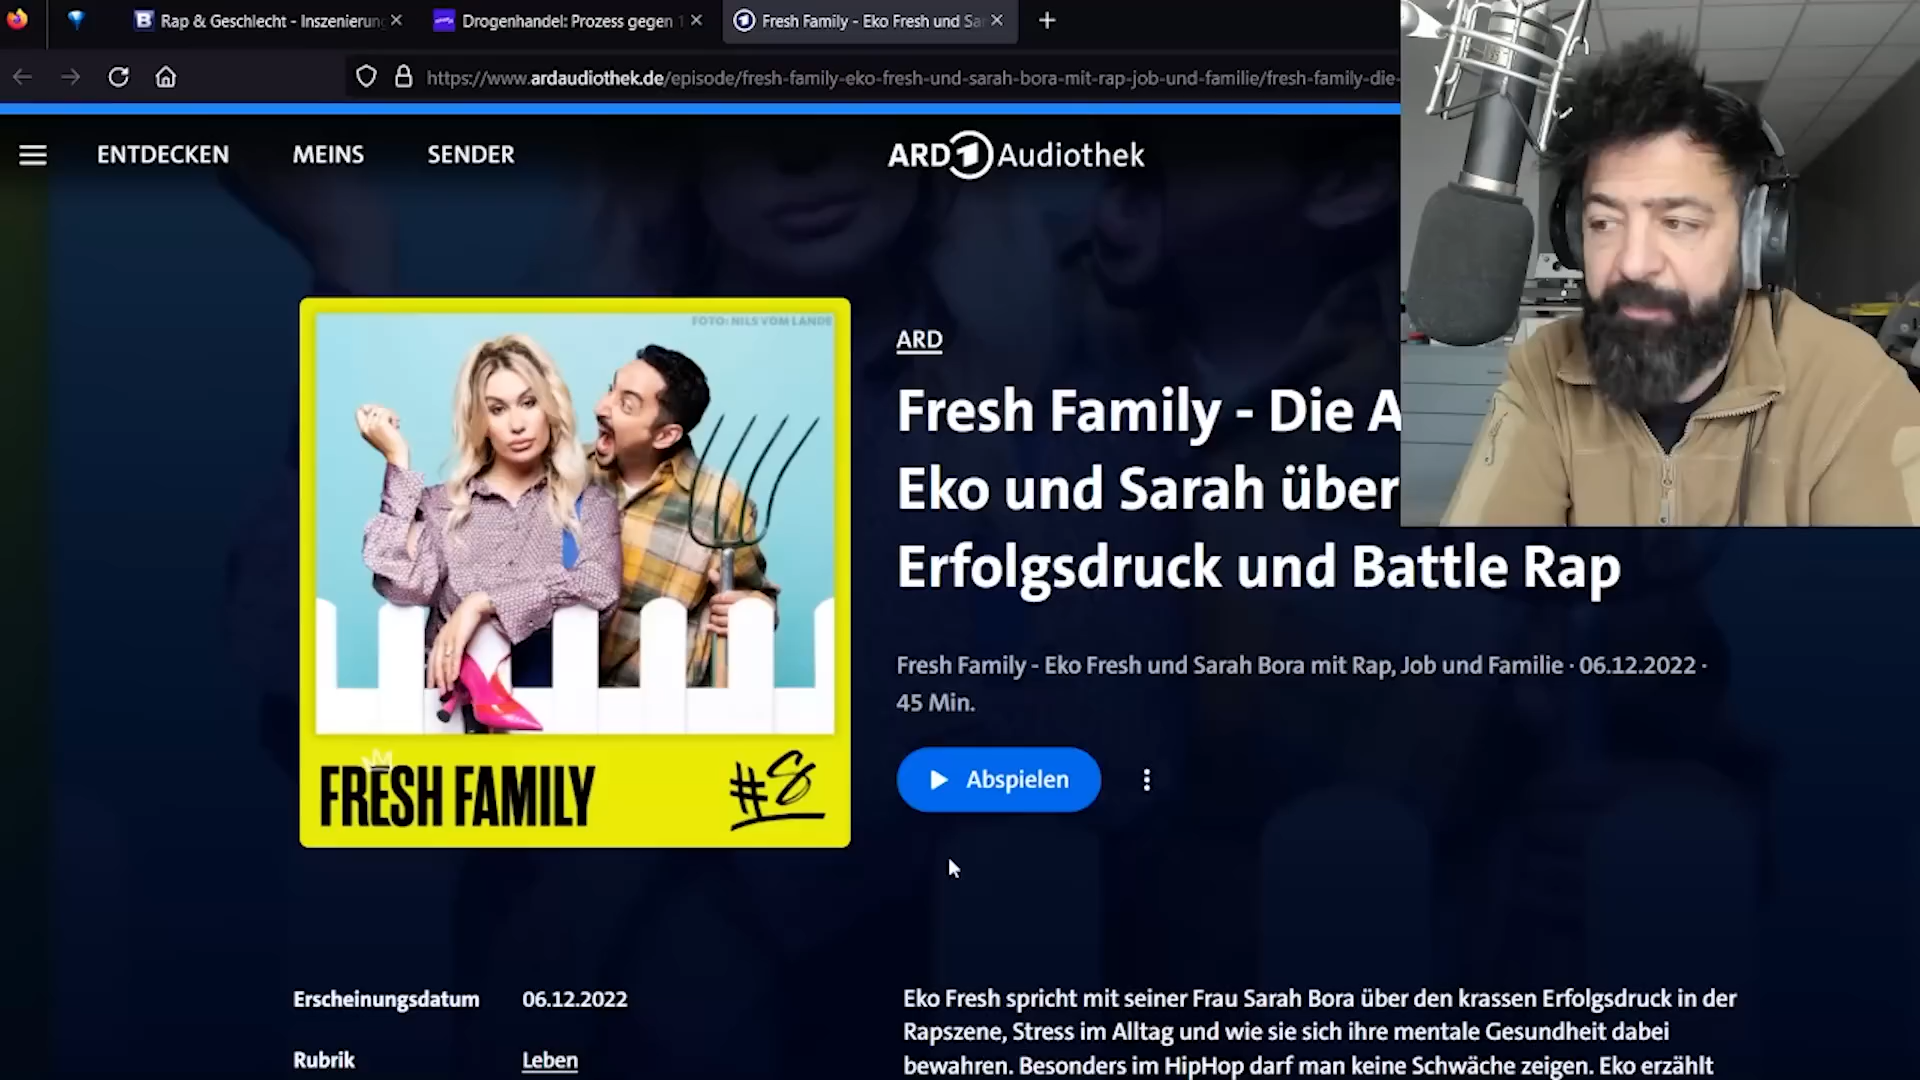 Rap & Geschlecht - Inszenierung
Drogenhandel: Prozess gegen 1
Fresh Family - Eko Fresh und Sa
https://www.ardaudiothek.de/episode/fresh-family-eko-fresh-und-sarah-bora-mit-rap-job-und-familie/fresh-family-die-
ENTDECKEN
MEINS
SENDER
ARD 1 Audiothek
FOTO: NILS VOM LANDE
FRESH FAMILY
#8
ARD
Fresh Family - Die A
Eko und Sarah über
Erfolgsdruck und Battle Rap
Fresh Family - Eko Fresh und Sarah Bora mit Rap, Job und Familie · 06.12.2022 ·
45 Min.
Abspielen
Erscheinungsdatum 06.12.2022
Rubrik Leben
Eko Fresh spricht mit seiner Frau Sarah Bora über den krassen Erfolgsdruck in der
Rapszene, Stress im Alltag und wie sie sich ihre mentale Gesundheit dabei
bewahren. Besonders im HipHop darf man keine Schwäche zeigen. Eko erzählt